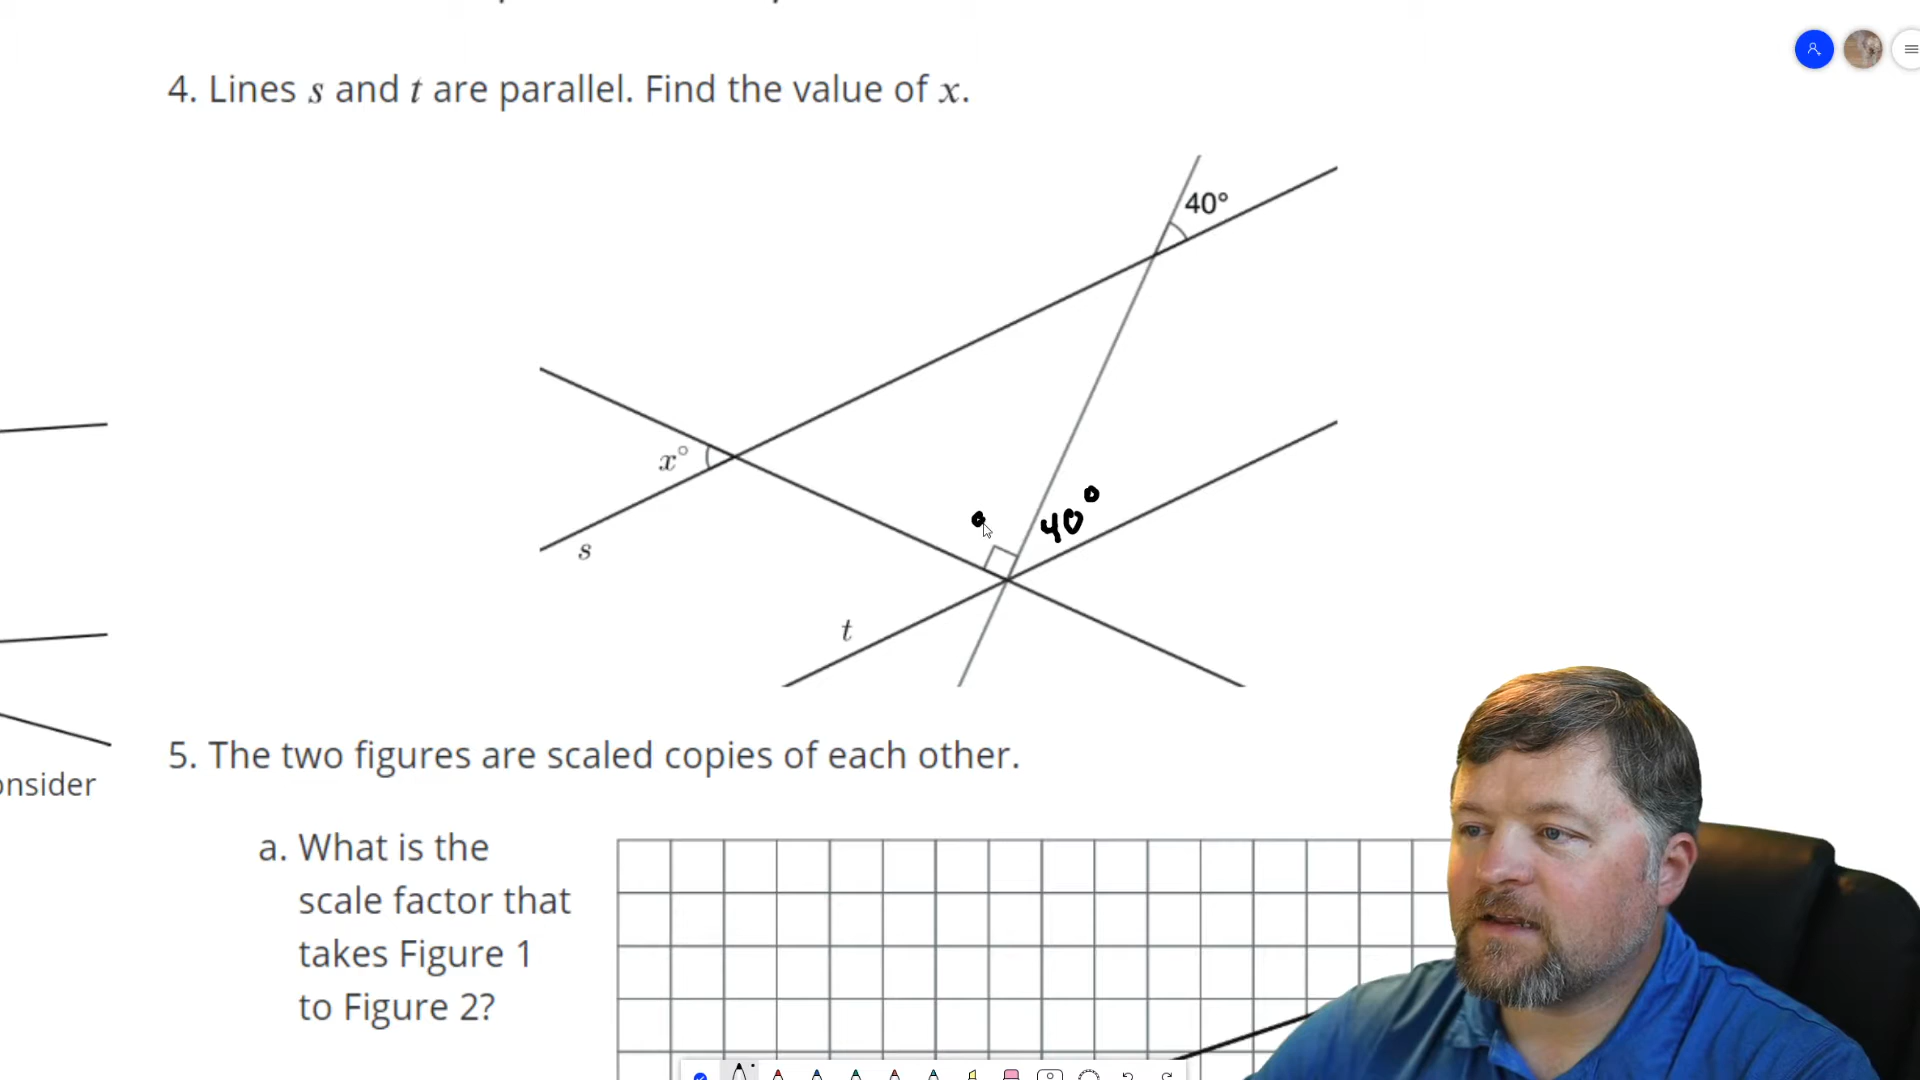 4. Lines s and t are parallel. Find the value of x.
40°
x°
s
40°
t
5. The two figures are scaled copies of each other.
onsider
a. What is the
scale factor that
takes Figure 1
to Figure 2?